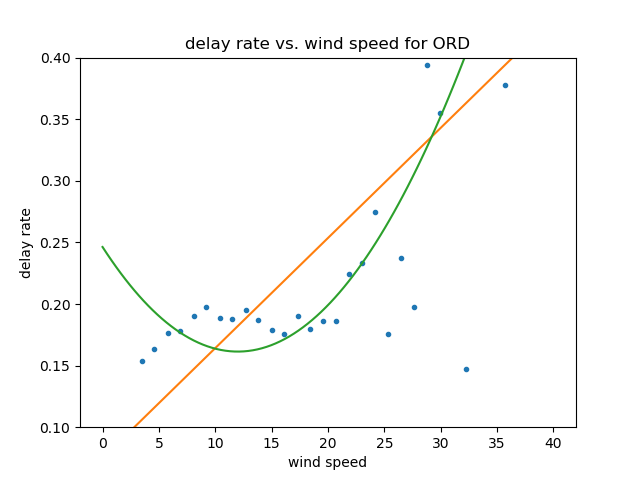 delay rate vs. wind speed for ORD
0.40
0.35
0.30
0.25
0.20
0.15
0.10
delay rate
0 5 10 15 20 25 30 35 40
wind speed